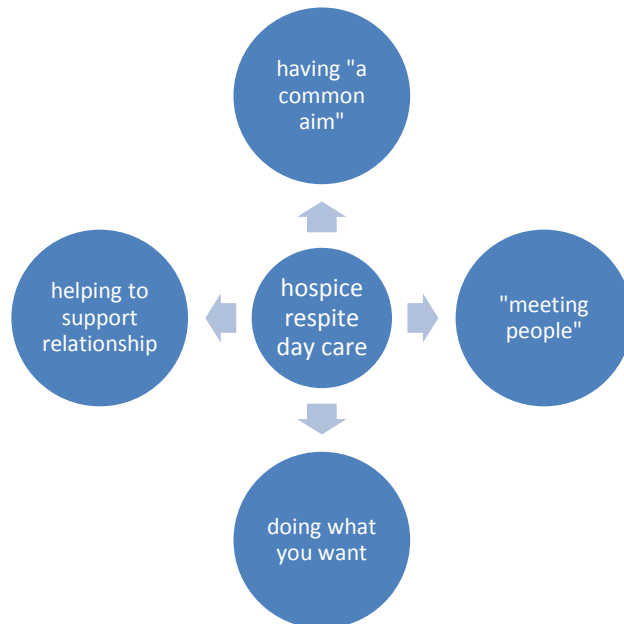 having "a
common
aim"
helping to
support
relationship
hospice
respite
day care
"meeting
people"
doing what
you want